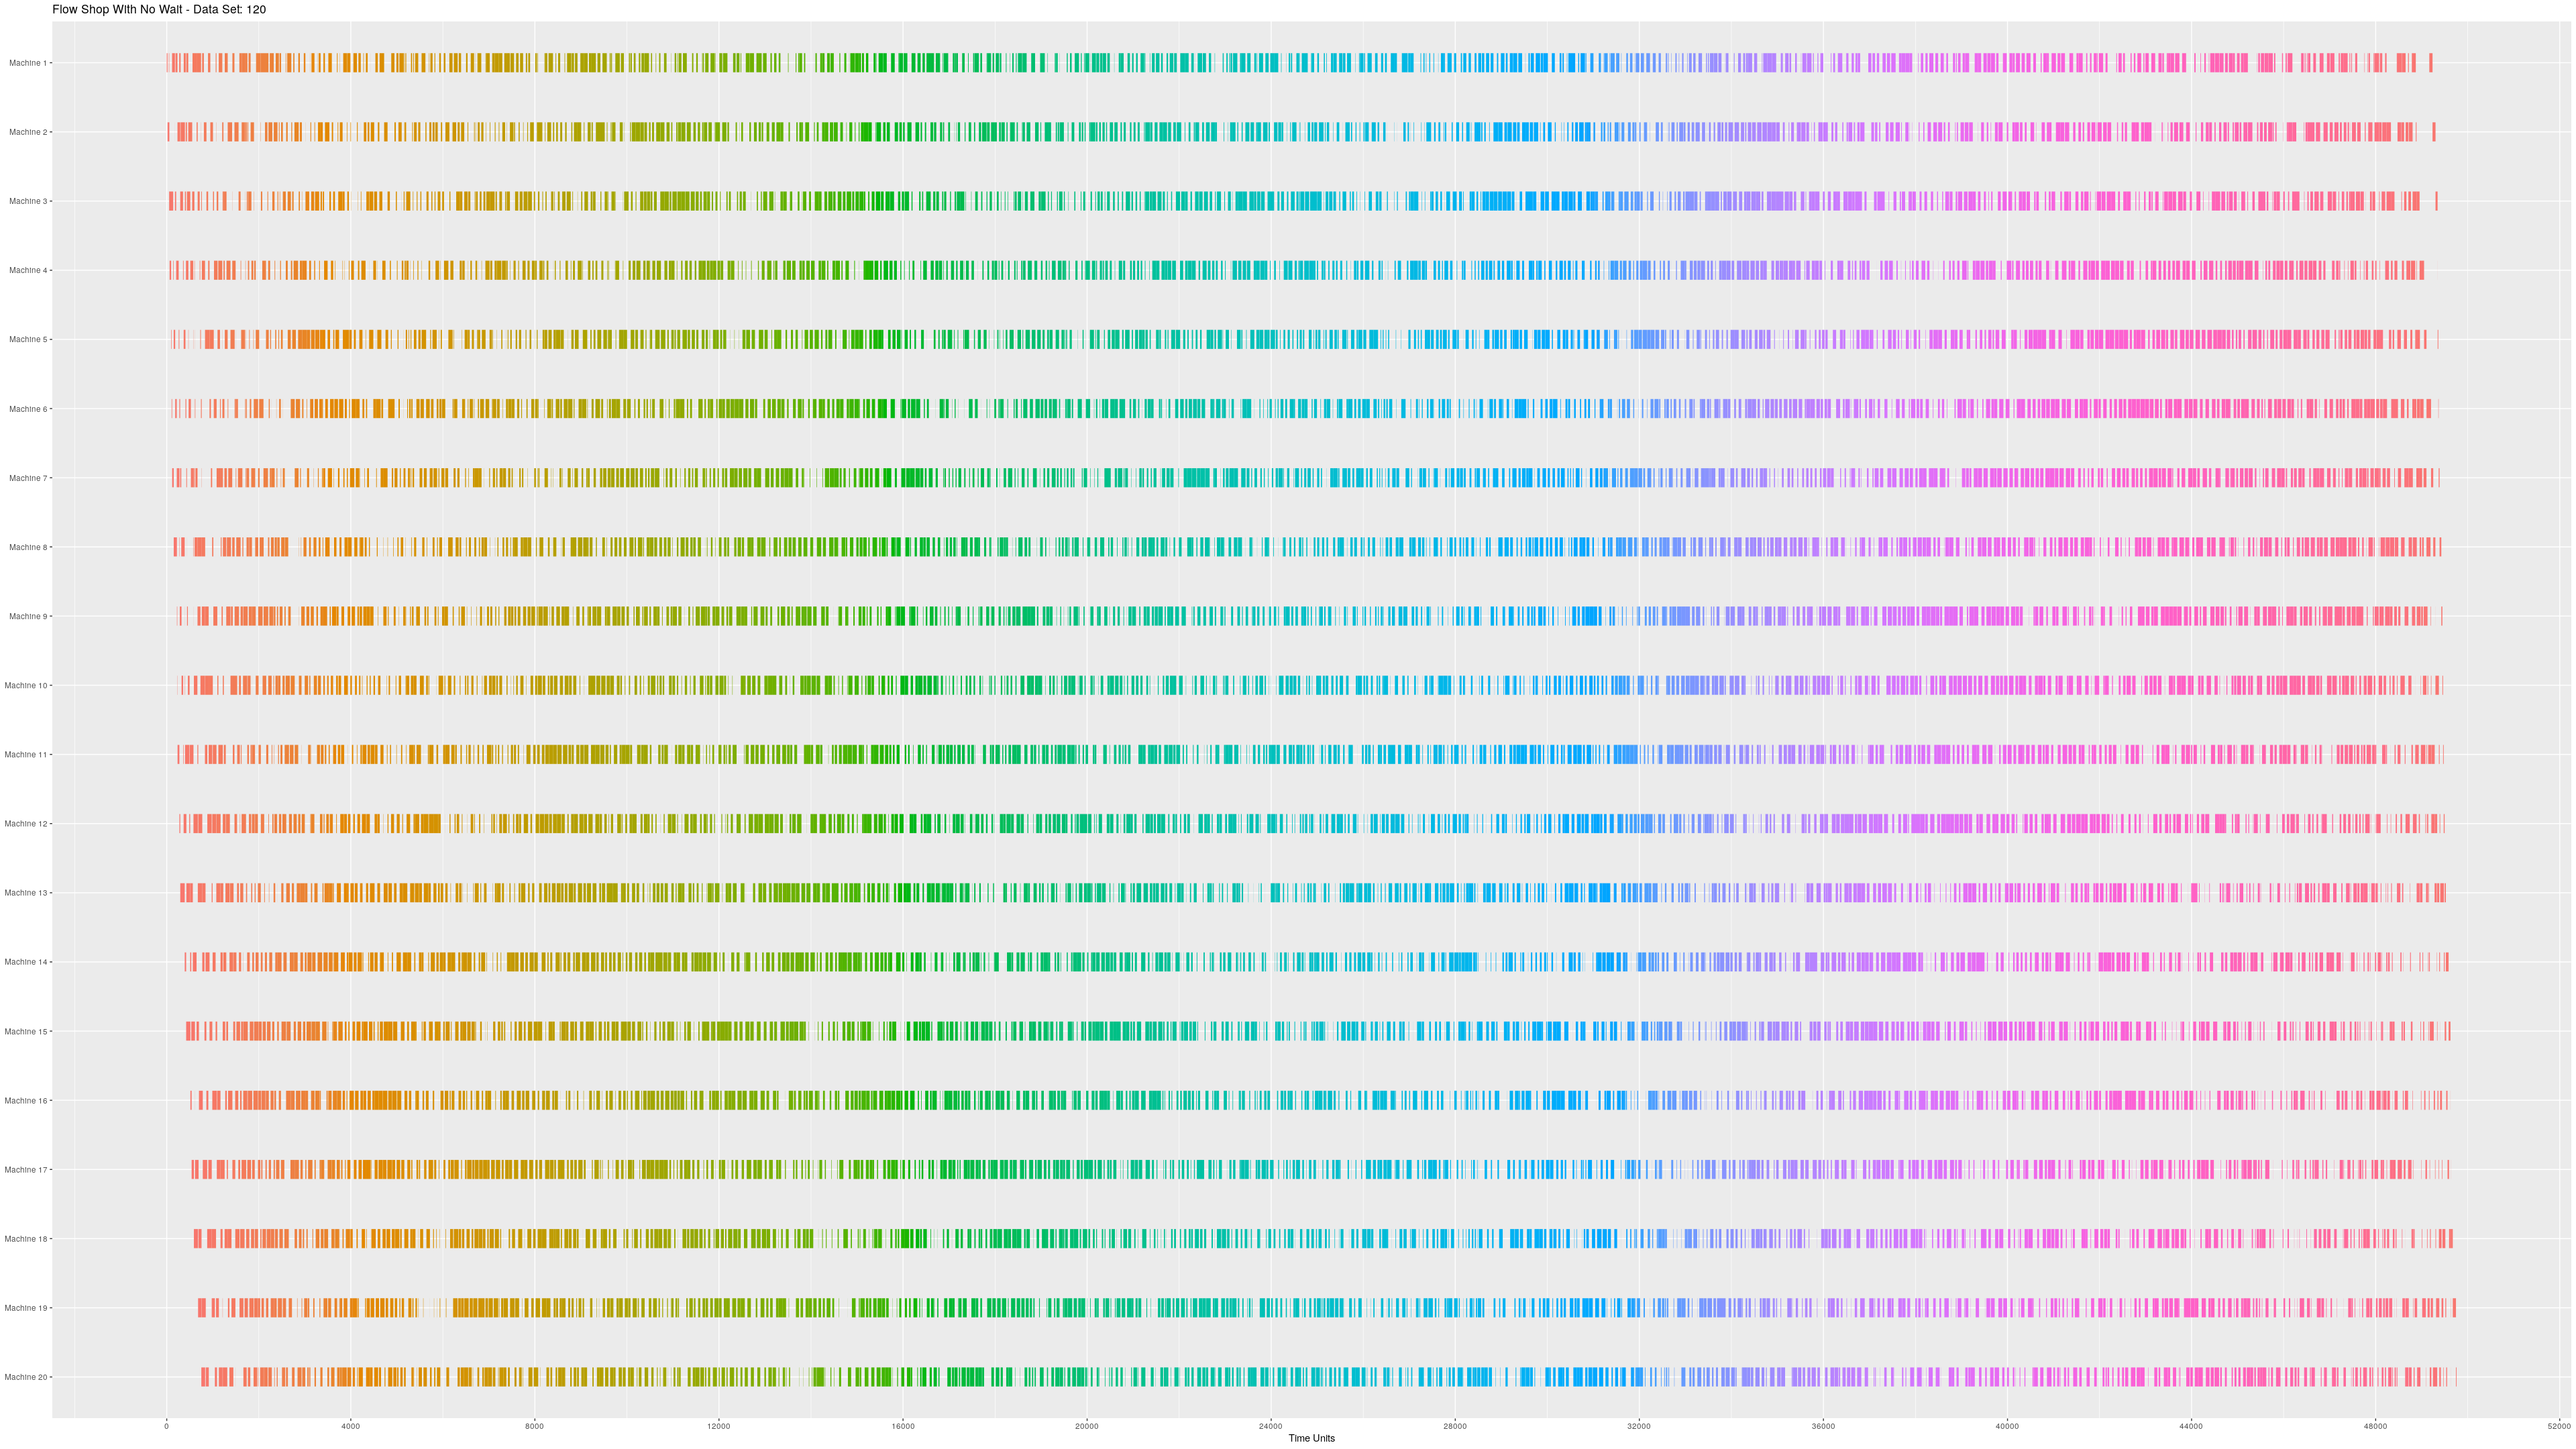 Flow Shop With No Wait - Data Set: 120
Machine 1
Machine 2
Machine 3
Machine 4
Machine 5
Machine 6
Machine 7
Machine 8
Machine 9
Machine 10
Machine 11
Machine 12
Machine 13
Machine 14
Machine 15
Machine 16
Machine 17
Machine 18
Machine 19
Machine 20
0 4000 8000 12000 16000 20000 24000 28000 32000 36000 40000 44000 48000 52000
Time Units